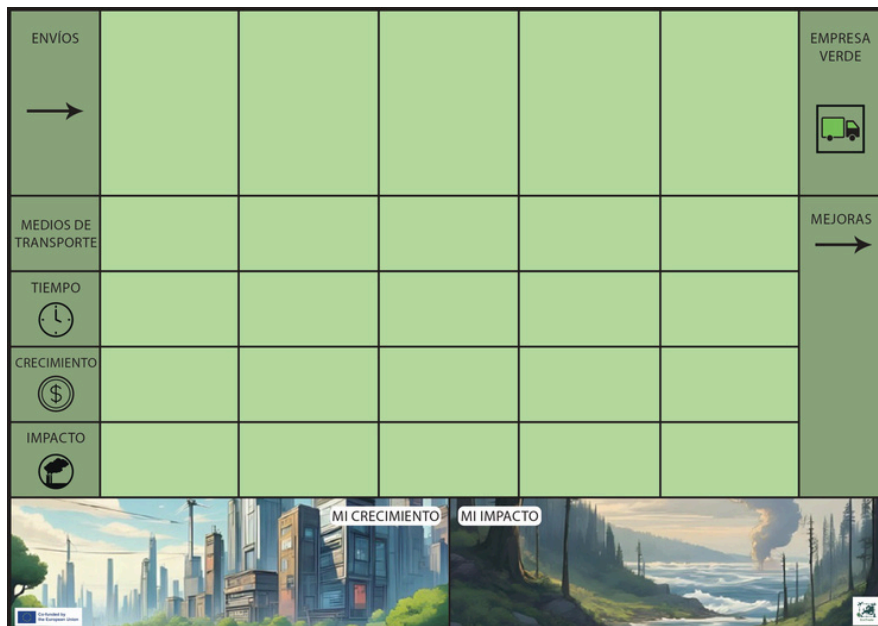 ENVÍOS
EMPRESA
VERDE
MEDIOS DE
TRANSPORTE
MEJORAS
TIEMPO
CRECIMIENTO
$
IMPACTO
MI CRECIMIENTO
MI IMPACTO
Co-funded by
the European Union